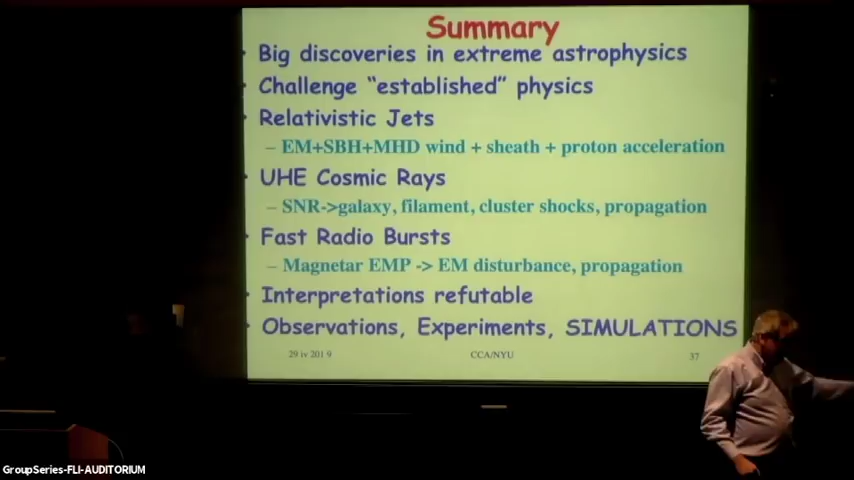 Summary
• Big discoveries in extreme astrophysics
• Challenge “established” physics
• Relativistic Jets
– EM+SBH+MHD wind + sheath + proton acceleration
• UHE Cosmic Rays
– SNR->galaxy, filament, cluster shocks, propagation
• Fast Radio Bursts
– Magnetar EMP -> EM disturbance, propagation
• Interpretations refutable
• Observations, Experiments, SIMULATIONS
29 iv 201 9 CCA/NYU 37
GroupSeries-FLI-AUDITORIUM